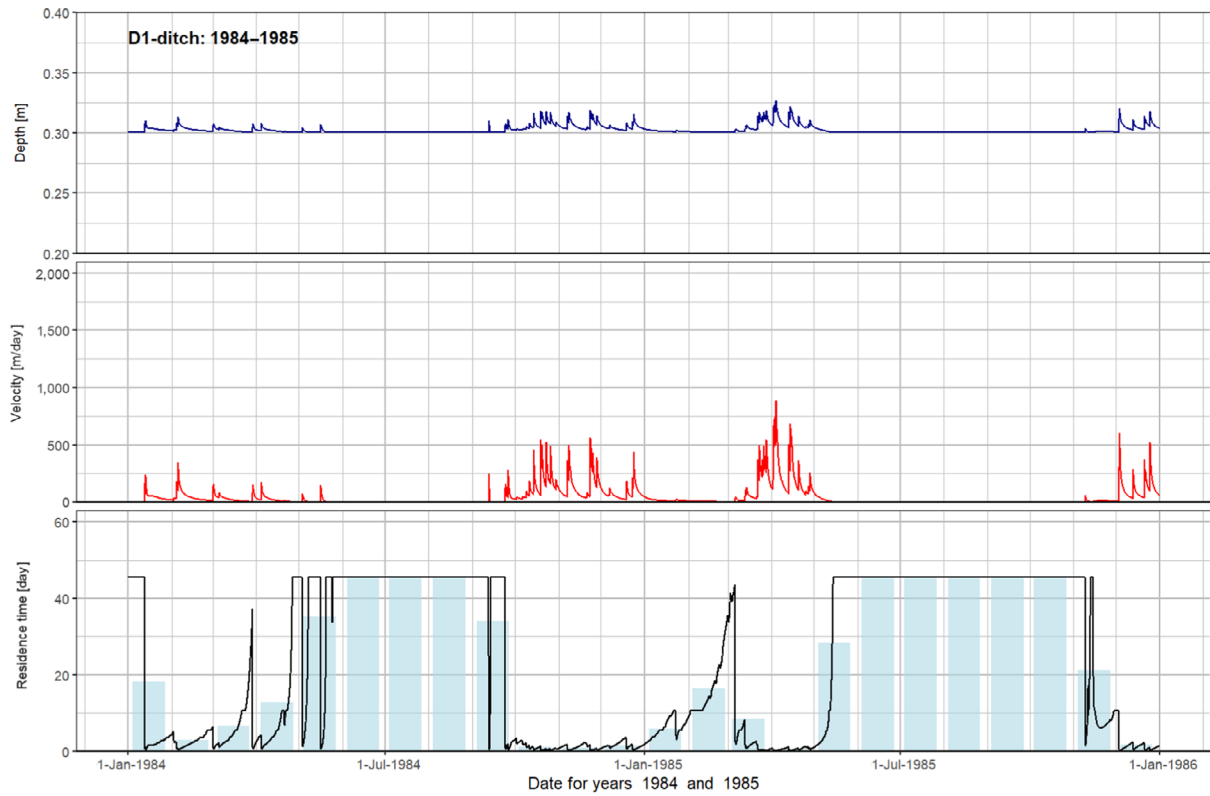 0.40
D1-ditch: 1984–1985
0.35
0.30
0.25
0.20
Depth [m]
2,000
1,500
1,000
500
0
Velocity [m/day]
60
40
20
0
Residence time [day]
1-Jan-1984
1-Jul-1984
1-Jan-1985
1-Jul-1985
1-Jan-1986
Date for years 1984 and 1985